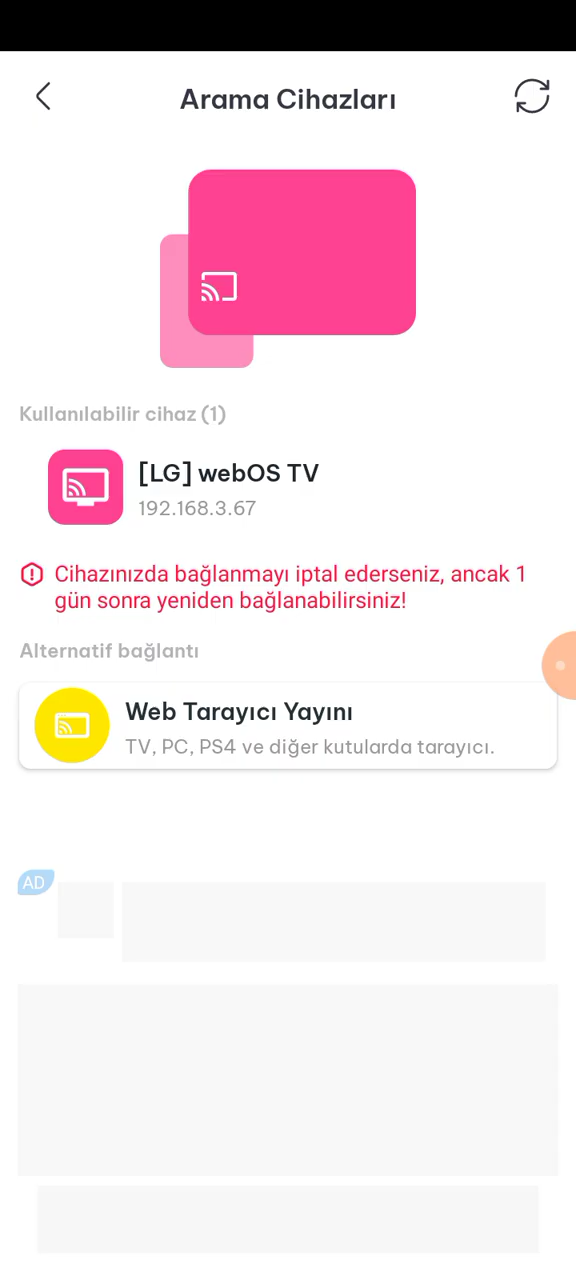 Arama Cihazları
Kullanılabilir cihaz (1)
[LG] webOS TV
192.168.3.67
Cihazınızda bağlanmayı iptal ederseniz, ancak 1
gün sonra yeniden bağlanabilirsiniz!
Alternatif bağlantı
Web Tarayıcı Yayını
TV, PC, PS4 ve diğer kutularda tarayıcı.
AD